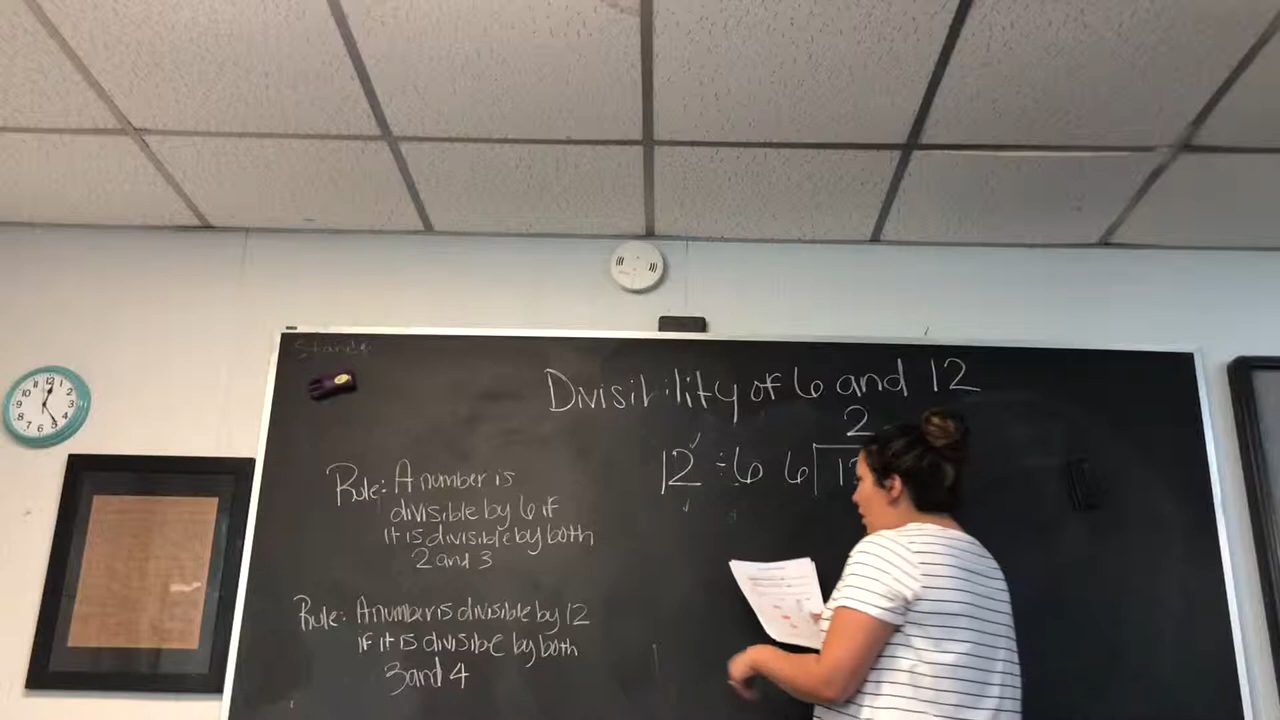 Divisibility of 6 and 12
2
12 ÷ 6 6 12
Rule: A number is
divisible by 6 if
it is divisible by both
2 and 3
Rule: A number is divisible by 12
if it is divisible by both
3 and 4